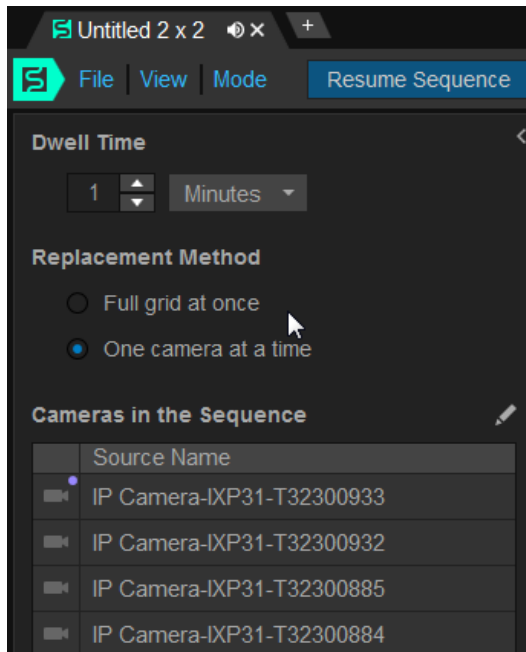 Untitled 2 x 2
File View Mode Resume Sequence
Dwell Time
1 Minutes
Replacement Method
Full grid at once
One camera at a time
Cameras in the Sequence
Source Name
IP Camera-IXP31-T32300933
IP Camera-IXP31-T32300932
IP Camera-IXP31-T32300885
IP Camera-IXP31-T32300884